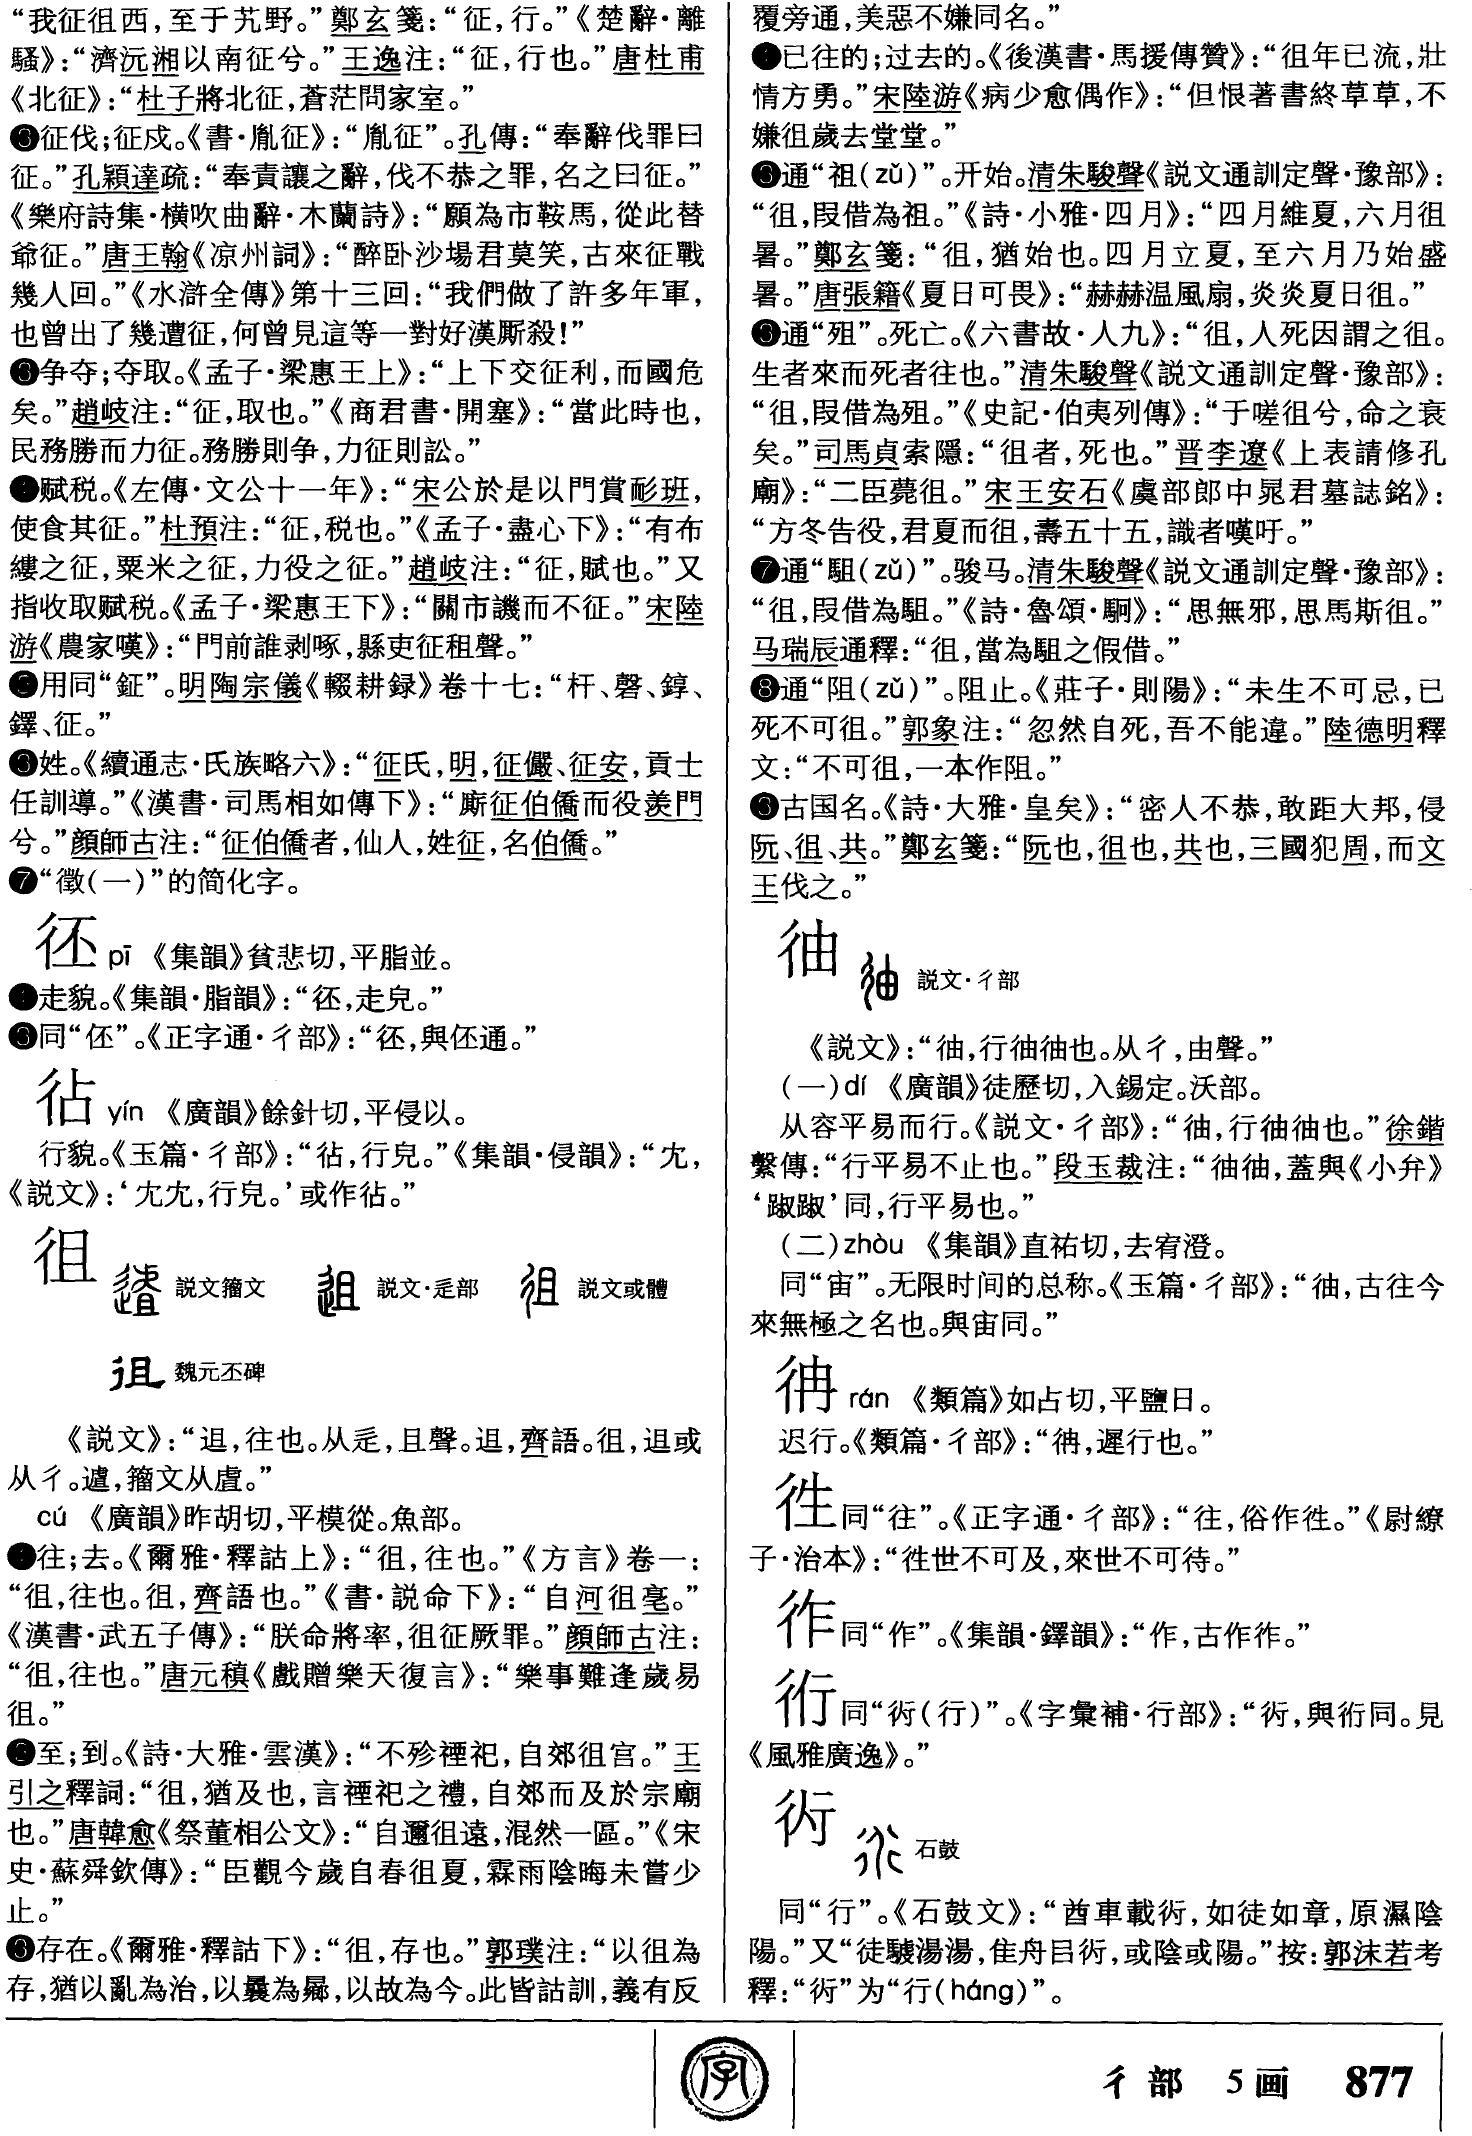 “我征徂西，至于艽野。”鄭玄箋：“征，行。”《楚辭·離
騷》：“濟沅湘以南征兮。”王逸注：“征，行也。”唐杜甫
《北征》：“杜子將北征，蒼茫問家室。”
❸征伐；征戍。《書·胤征》：“胤征”。孔傳：“奉辭伐罪曰
征。”孔穎達疏：“奉責讓之辭，伐不恭之罪，名之曰征。”
《樂府詩集·橫吹曲辭·木蘭詩》：“願為市鞍馬，從此替
爺征。”唐王翰《凉州詞》：“醉卧沙場君莫笑，古來征戰
幾人回。”《水滸全傳》第十三回：“我們做了許多年軍，
也曾出了幾遭征，何曾見這等一對好漢厮殺！”
争夺；夺取。《孟子·梁惠王上》：“上下交征利，而國危
矣。”趙岐注：“征，取也。”《商君書·開塞》：“當此時也，
民務勝而力征。務勝則争，力征則訟。”
赋税。《左傳·文公十一年》：“宋公於是以門賞耏班，
使食其征。”杜預注：“征，税也。”《孟子·盡心下》：“有布
縷之征，粟米之征，力役之征。”趙岐注：“征，賦也。”又
指收取赋税。《孟子·梁惠王下》：“關市譏而不征。”宋陸
游《農家嘆》：“門前誰剥啄，縣吏征租聲。”
用同“鉦”。明陶宗儀《輟耕録》卷十七：“杆、磬、錞、
鐸、征。”
姓。《續通志·氏族略六》：“征氏，明，征儼、征安，貢士
任訓導。”《漢書·司馬相如傳下》：“廝征伯僑而役羨門
兮。”顔師古注：“征伯僑者，仙人，姓征，名伯僑。”
❼“徵（一）”的简化字。
㣏 pī 《集韻》貧悲切，平脂並。
走貌。《集韻·脂韻》：“㣏，走皃。”
同“伾”。《正字通·彳部》：“㣏，與伾通。”
㣉 yín 《廣韻》餘針切，平侵以。
行貌。《玉篇·彳部》：“㣉，行皃。”《集韻·侵韻》：“冘，
《説文》：‘冘冘，行皃。’或作㣉。”
徂 説文籀文 説文·辵部 説文或體
魏元丕碑
《説文》：“䢐，往也。从辵，且聲。䢐，齊語。徂，䢐或
从彳。遣，籀文从虘。”
cú 《廣韻》昨胡切，平模從。魚部。
往；去。《爾雅·釋詁上》：“徂，往也。”《方言》卷一：
“徂，往也。徂，齊語也。”《書·説命下》：“自河徂亳。”
《漢書·武五子傳》：“朕命將率，徂征厥罪。”顔師古注：
“徂，往也。”唐元稹《戲贈樂天復言》：“樂事難逢歲易
徂。”
❷至；到。《詩·大雅·雲漢》：“不殄禋祀，自郊徂宫。”王
引之釋詞：“徂，猶及也，言禋祀之禮，自郊而及於宗廟
也。”唐韓愈《祭董相公文》：“自邇徂遠，混然一區。”《宋
史·蘇舜欽傳》：“臣觀今歲自春徂夏，霖雨陰晦未嘗少
止。”
❸存在。《爾雅·釋詁下》：“徂，存也。”郭璞注：“以徂為
存，猶以亂為治，以曩為曏，以故為今。此皆詁訓，義有反
覆旁通，美惡不嫌同名。”
已往的；过去的。《後漢書·馬援傳贊》：“徂年已流，壯
情方勇。”宋陸游《病少愈偶作》：“但恨著書終草草，不
嫌徂歲去堂堂。”
通“祖（zǔ）”。开始。清朱駿聲《説文通訓定聲·豫部》：
“徂，叚借為祖。”《詩·小雅·四月》：“四月維夏，六月徂
暑。”鄭玄箋：“徂，猶始也。四月立夏，至六月乃始盛
暑。”唐張籍《夏日可畏》：“赫赫温風扇，炎炎夏日徂。”
通“殂”。死亡。《六書故·人九》：“徂，人死因謂之徂。
生者來而死者往也。”清朱駿聲《説文通訓定聲·豫部》：
“徂，叚借為殂。”《史記·伯夷列傳》：“于嗟徂兮，命之衰
矣。”司馬貞索隱：“徂者，死也。”晋李遼《上表請修孔
廟》：“二臣薨徂。”宋王安石《虞部郎中晁君墓誌銘》：
“方冬告役，君夏而徂，壽五十五，識者嘆吁。”
❼通“駔（zǔ）”。骏马。清朱駿聲《説文通訓定聲·豫部》：
“徂，叚借為駔。”《詩·魯頌·駉》：“思無邪，思馬斯徂。”
马瑞辰通釋：“徂，當為駔之假借。”
❽通“阻（zǔ）”。阻止。《莊子·則陽》：“未生不可忌，已
死不可徂。”郭象注：“忽然自死，吾不能違。”陸德明釋
文：“不可徂，一本作阻。”
古国名。《詩·大雅·皇矣》：“密人不恭，敢距大邦，侵
阮、徂、共。”鄭玄箋：“阮也，徂也，共也，三國犯周，而文
王伐之。”
㣙 説文·彳部
《説文》：“㣙，行㣙㣙也。从彳，由聲。”
（一）dí 《廣韻》徒歷切，入錫定。沃部。
从容平易而行。《説文·彳部》：“㣙，行㣙㣙也。”徐鍇
繫傳：“行平易不止也。”段玉裁注：“㣙㣙，蓋與《小弁》
‘踧踧’同，行平易也。”
（二）zhòu 《集韻》直祐切，去宥澄。
同“宙”。无限时间的总称。《玉篇·彳部》：“㣙，古往今
來無極之名也。與宙同。”
rán 《類篇》如占切，平鹽日。
迟行。《類篇·彳部》：“，遲行也。”
徃同“往”。《正字通·彳部》：“往，俗作徃。”《尉繚
子·治本》：“徃世不可及，來世不可待。”
㣅同“作”。《集韻·鐸韻》：“作，古作㣅。”
同“（行）”。《字彙補·行部》：“，與同。見
《風雅廣逸》。”
石鼓
同“行”。《石鼓文》：“酋車載，如徒如章，原濕陰
陽。”又“徒驂湯湯，隹舟㠯，或陰或陽。”按：郭沫若考
釋：“”为“行（háng）”。
字
彳部 5画 877